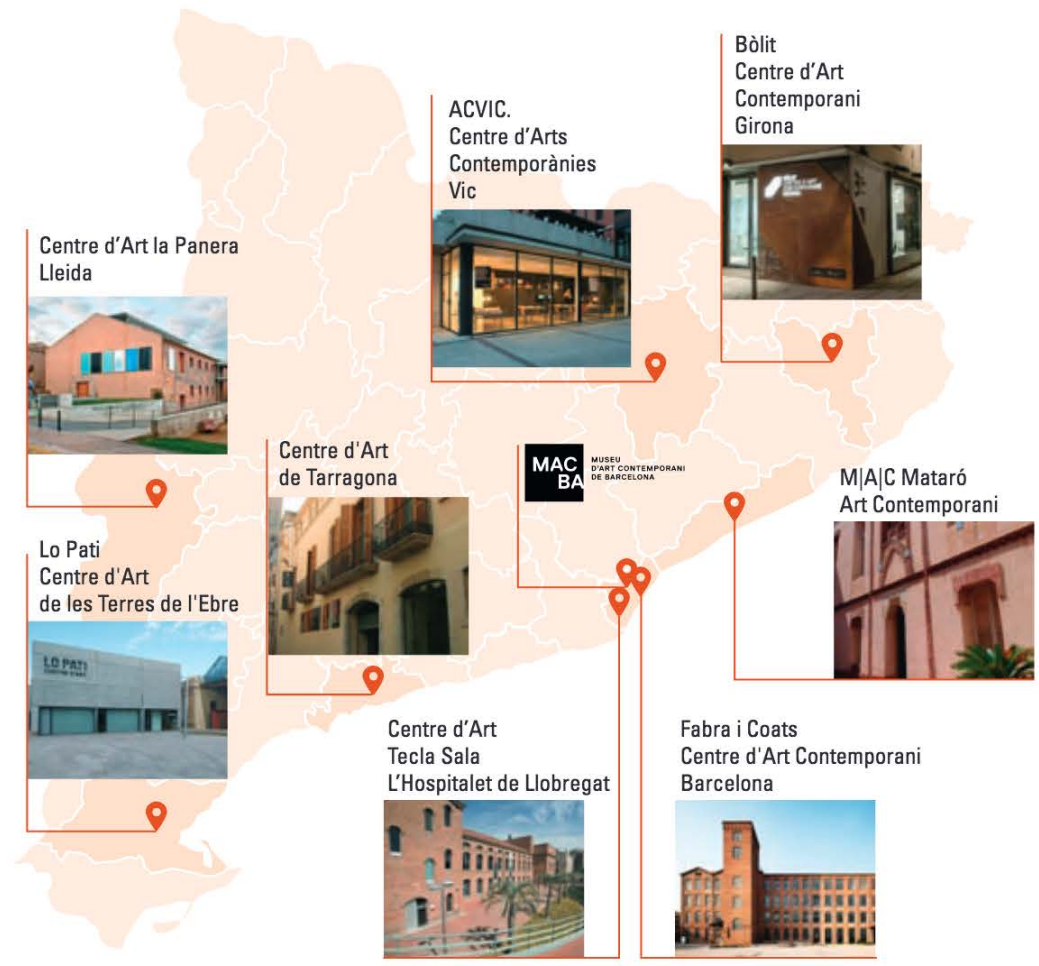 Bòlit
Centre d'Art
Contemporani
Girona
ACVIC.
Centre d'Arts
Contemporànies
Vic
Centre d'Art la Panera
Lleida
Centre d'Art
de Tarragona
MAC
BA
MUSEU
D'ART CONTEMPORANI
DE BARCELONA
M|A|C Mataró
Art Contemporani
Lo Pati
Centre d'Art
de les Terres de l'Ebre
LO PATI
CENTRE D'ART
Centre d'Art
Tecla Sala
L'Hospitalet de Llobregat
Fabra i Coats
Centre d'Art Contemporani
Barcelona